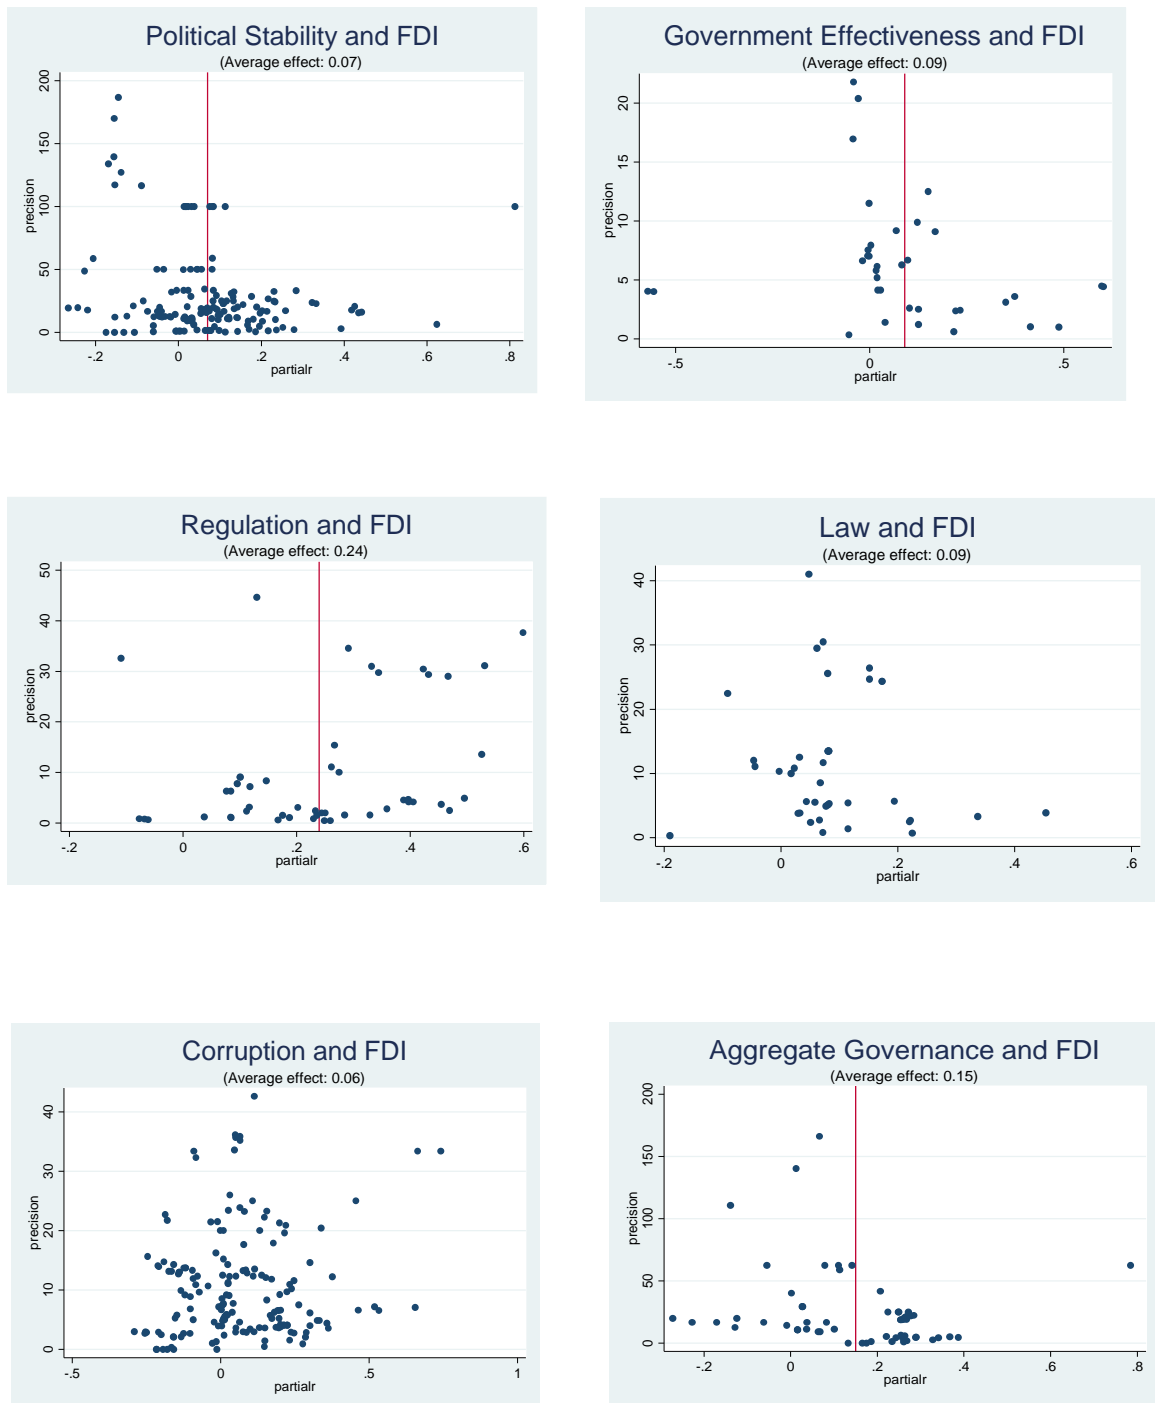 Political Stability and FDI
(Average effect: 0.07)
200
150
100
50
0
precision
-.2 0 .2 .4 .6 .8
partialr
Government Effectiveness and FDI
(Average effect: 0.09)
20
15
10
5
0
precision
-.5 0 .5
partialr
Regulation and FDI
(Average effect: 0.24)
50
40
30
20
10
0
precision
-.2 0 .2 .4 .6
partialr
Law and FDI
(Average effect: 0.09)
40
30
20
10
0
precision
-.2 0 .2 .4 .6
partialr
Corruption and FDI
(Average effect: 0.06)
40
30
20
10
0
precision
-.5 0 .5 1
partialr
Aggregate Governance and FDI
(Average effect: 0.15)
200
150
100
50
0
precision
-.2 0 .2 .4 .6 .8
partialr